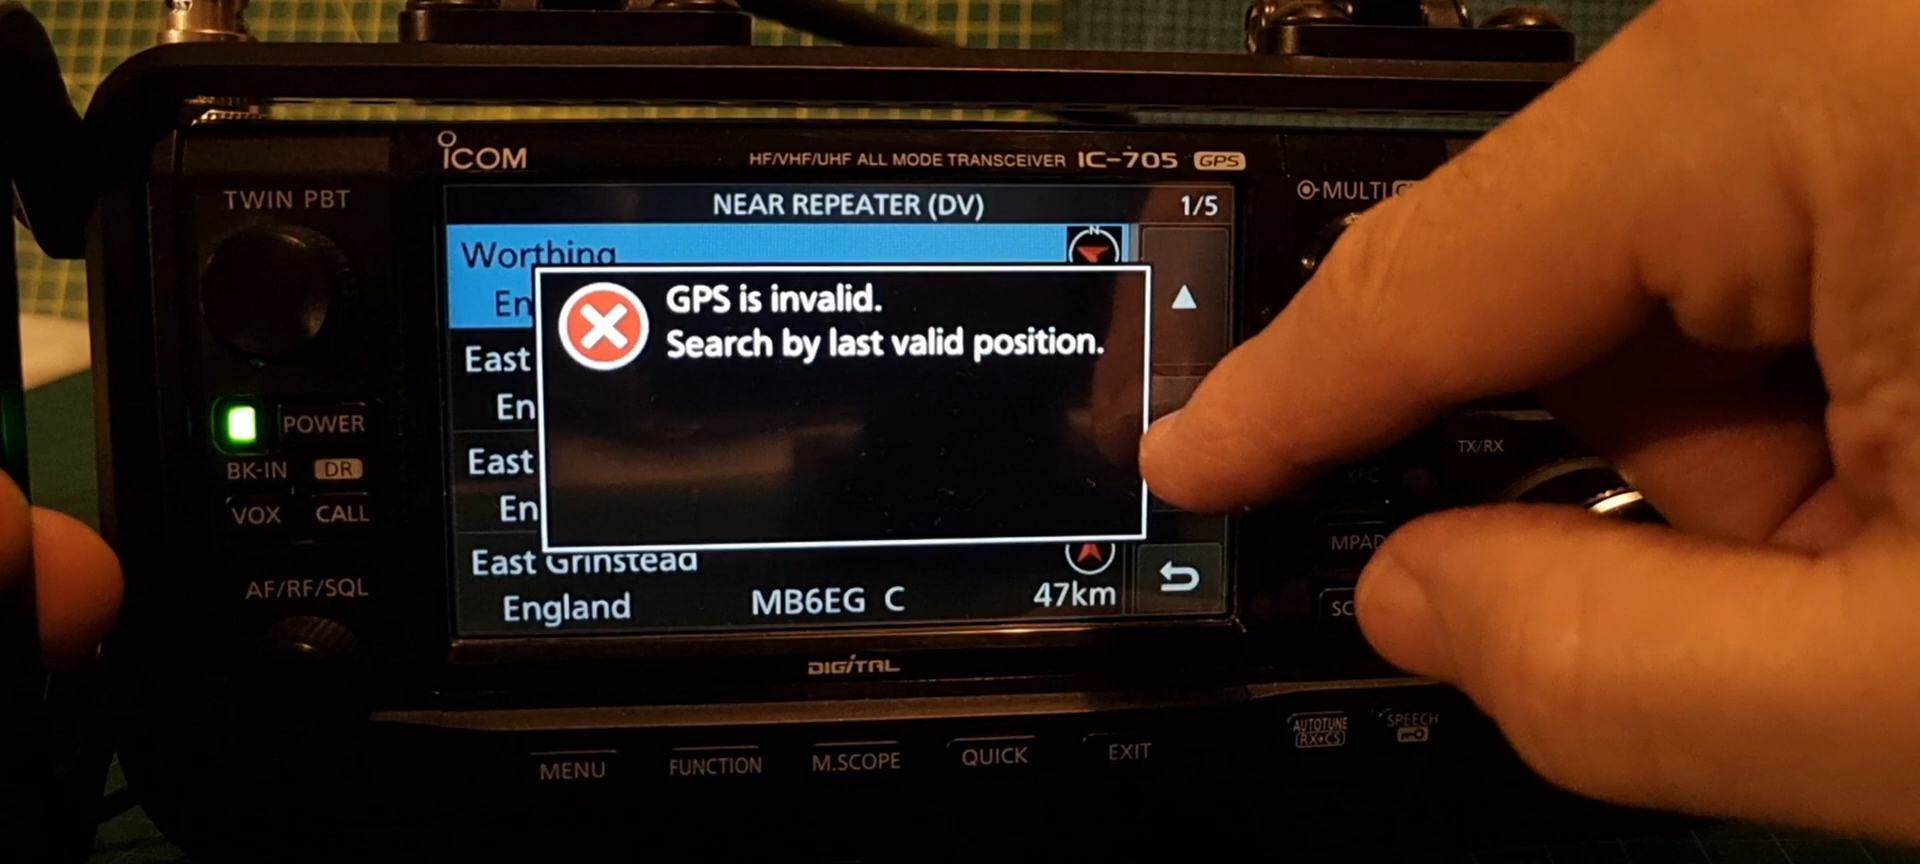 ICOM
HF/VHF/UHF ALL MODE TRANSCEIVER IC-705 GPS
TWIN PBT
MULTI
NEAR REPEATER (DV) 1/5
Worthing
N
En
GPS is invalid.
Search by last valid position.
East
En
East
En
East Grinstead
England MB6EG C 47km
POWER
BK-IN DR
VOX CALL
AF/RF/SQL
TX/RX
XFC
MPAD
DIGITAL
MENU FUNCTION M.SCOPE QUICK EXIT
AUTOTUNE
RX→CS
SPEECH